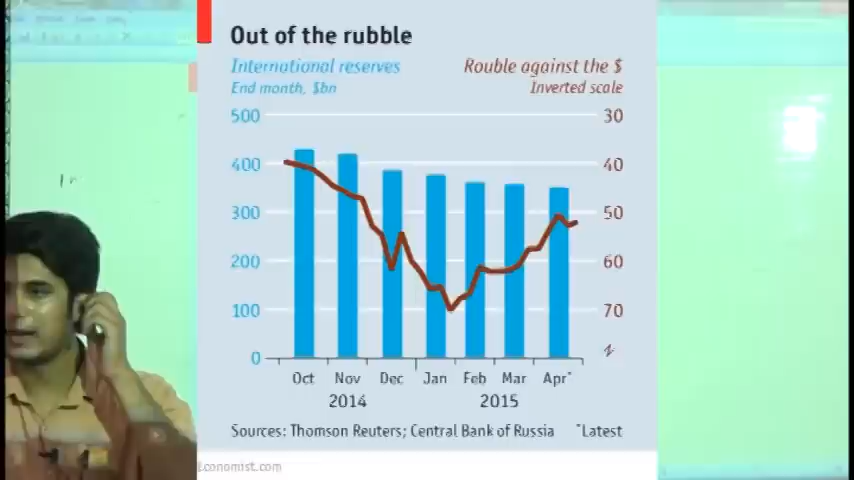 Out of the rubble
International reserves
End month, $bn
Rouble against the $
Inverted scale
500
400
300
200
100
0
30
40
50
60
70
Oct Nov Dec Jan Feb Mar Apr*
2014 2015
Sources: Thomson Reuters; Central Bank of Russia *Latest
Economist.com